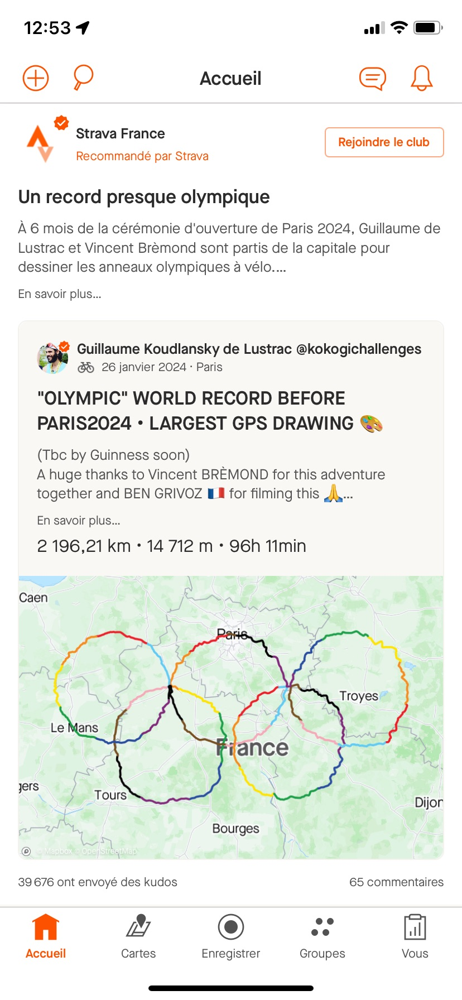 12:53
Accueil
Strava France
Recommandé par Strava
Rejoindre le club
Un record presque olympique
À 6 mois de la cérémonie d'ouverture de Paris 2024, Guillaume de
Lustrac et Vincent Brèmond sont partis de la capitale pour
dessiner les anneaux olympiques à vélo....
En savoir plus...
Guillaume Koudlansky de Lustrac @kokogichallenges
26 janvier 2024 · Paris
"OLYMPIC" WORLD RECORD BEFORE
PARIS2024 • LARGEST GPS DRAWING 🎨
(Tbc by Guinness soon)
A huge thanks to Vincent BRÈMOND for this adventure
together and BEN GRIVOZ 🇫🇷 for filming this 🙏...
En savoir plus...
2 196,21 km • 14 712 m • 96h 11min
Caen
Paris
Troyes
Le Mans
France
gers
Tours
Dijon
Bourges
© Mapbox © OpenStreetMap
39 676 ont envoyé des kudos
65 commentaires
Accueil
Cartes
Enregistrer
Groupes
Vous